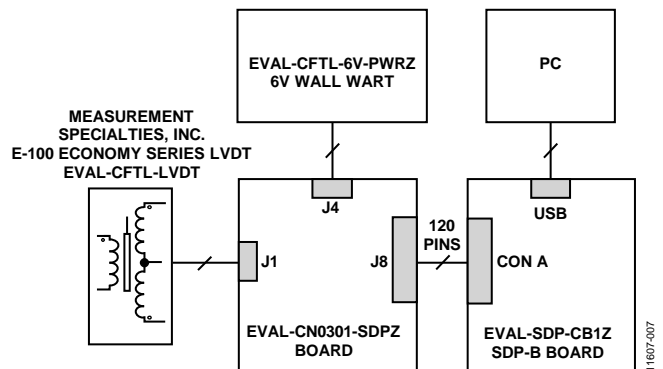 EVAL-CFTL-6V-PWRZ
6V WALL WART
PC
MEASUREMENT
SPECIALTIES, INC.
E-100 ECONOMY SERIES LVDT
EVAL-CFTL-LVDT
J4
USB
J1
J8
120
PINS
CON A
EVAL-CN0301-SDPZ
BOARD
EVAL-SDP-CB1Z
SDP-B BOARD
11607-007